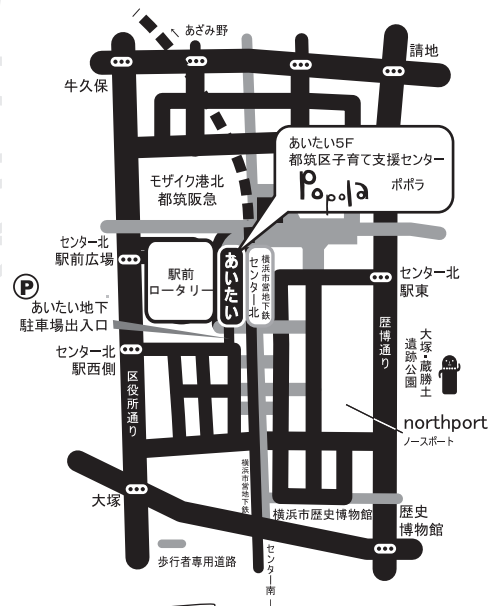 あざみ野
請地
牛久保
あいたい5F
都筑区子育て支援センター
Popola ポポラ
モザイク港北
都筑阪急
センター北
駅前広場
駅前
ロータリー
あいたい
横浜市営地下鉄
センター北
センター北
駅東
P
あいたい地下
駐車場出入口
センター北
駅西側
区役所通り
歴博通り
大塚・歳勝土
遺跡公園
northport
ノースポート
横浜市営地下鉄
大塚
横浜市歴史博物館
歴史
博物館
歩行者専用道路
センター南